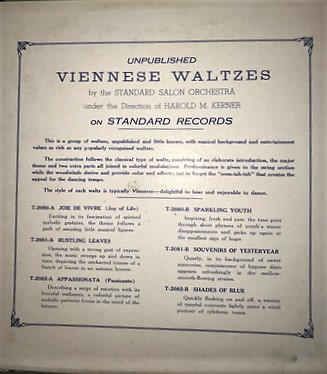 UNPUBLISHED
VIENNESE WALTZES
by the STANDARD SALON ORCHESTRA
under the Direction of HAROLD M. KERNER
ON STANDARD RECORDS
This is a group of waltzes, unpublished and little known, with musical background and entertainment
values as rich as any popularly recognized waltzes.
The construction follows the classical type of waltz, consisting of an elaborate introduction, the major
theme and two extra parts all joined in colorful modulations. Predominance is given to the string section
while the woodwinds derive and provide color and effects; not to forget the "oom-tah-tah" that creates the
appeal for the dancing tempo.
The style of each waltz is typically Viennese—delightful to hear and enjoyable to dance.
T-2080-A JOIE DE VIVRE (Joy of Life)
Exciting in its fascination of spirited
melodic gestures, the theme follows a
path of amusing little musical figures.
T-2081-A RUSTLING LEAVES
Opening with a strong gust of expres-
sion, the music sweeps up and down in
tone, depicting the enchanted course of a
bunch of leaves in an autumn breeze.
T-2082-A APPASSIONATA (Passionate)
Describing a surge of emotion with its
forceful outbursts, a colorful picture of
melodic patterns looms in the mind of the
listener.
T-2080-B SPARKLING YOUTH
Inspiring, fresh and new, the tune goes
through short phrases of youth's minor
disappointments and picks up again at
the smallest sign of hope.
T-2081-B SOUVENIRS OF YESTERYEAR
Quietly, in its background of sweet
memories, reminiscence of bygone days
appears refreshingly in the mellow,
smooth-flowing strains.
T-2082-B SHADES OF BLUE
Quickly flashing on and off, a variety
of tuneful contrasts lightly paint a vivid
portrait of rhythmic tones.